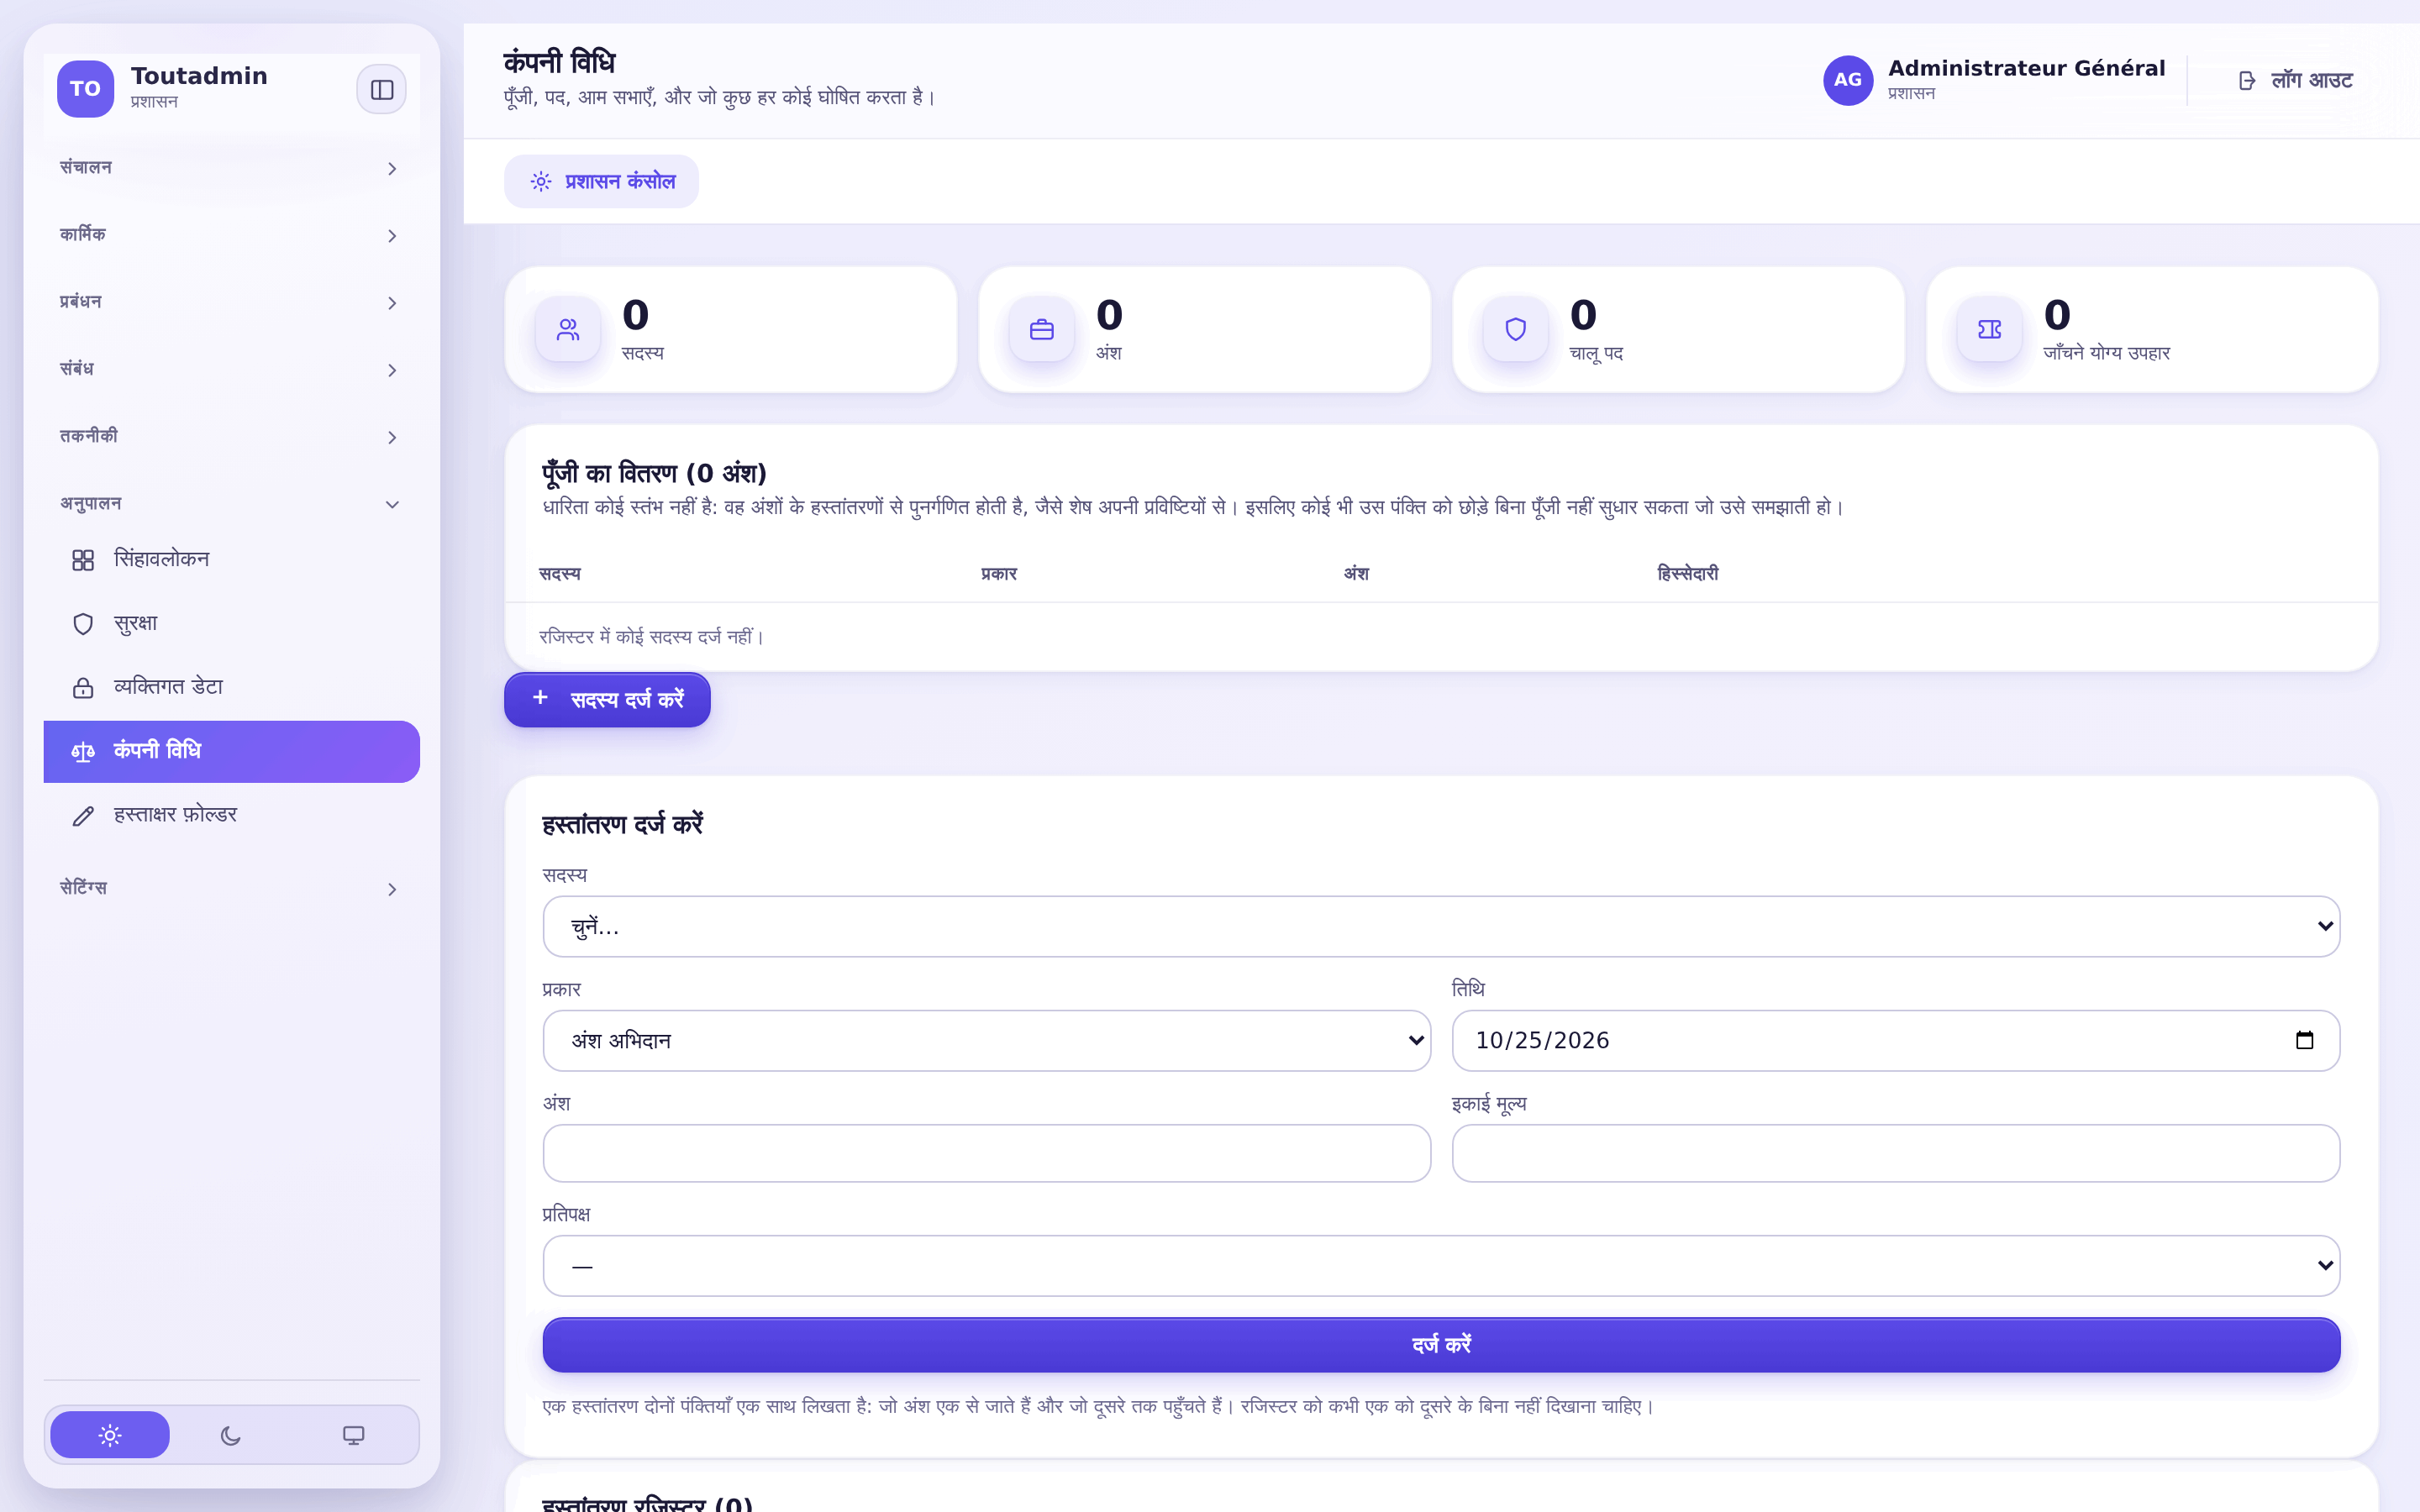 TO
Toutadmin
प्रशासन
संचालन
कार्मिक
प्रबंधन
संबंध
तकनीकी
अनुपालन
सिंहावलोकन
सुरक्षा
व्यक्तिगत डेटा
कंपनी विधि
हस्ताक्षर फ़ोल्डर
सेटिंग्स
कंपनी विधि
पूँजी, पद, आम सभाएँ, और जो कुछ हर कोई घोषित करता है।
AG
Administrateur Général
प्रशासन
लॉग आउट
प्रशासन कंसोल
0
सदस्य
0
अंश
0
चालू पद
0
जाँचने योग्य उपहार
पूँजी का वितरण (0 अंश)
धारिता कोई स्तंभ नहीं है: वह अंशों के हस्तांतरणों से पुनर्गणित होती है, जैसे शेष अपनी प्रविष्टियों से। इसलिए कोई भी उस पंक्ति को छोड़े बिना पूँजी नहीं सुधार सकता जो उसे समझाती हो।
सदस्य प्रकार अंश हिस्सेदारी
रजिस्टर में कोई सदस्य दर्ज नहीं।
+ सदस्य दर्ज करें
हस्तांतरण दर्ज करें
सदस्य
चुनें…
प्रकार तिथि
अंश अभिदान 10/25/2026
अंश इकाई मूल्य
प्रतिपक्ष
—
दर्ज करें
एक हस्तांतरण दोनों पंक्तियाँ एक साथ लिखता है: जो अंश एक से जाते हैं और जो दूसरे तक पहुँचते हैं। रजिस्टर को कभी एक को दूसरे के बिना नहीं दिखाना चाहिए।
हस्तांतरण रजिस्टर (0)